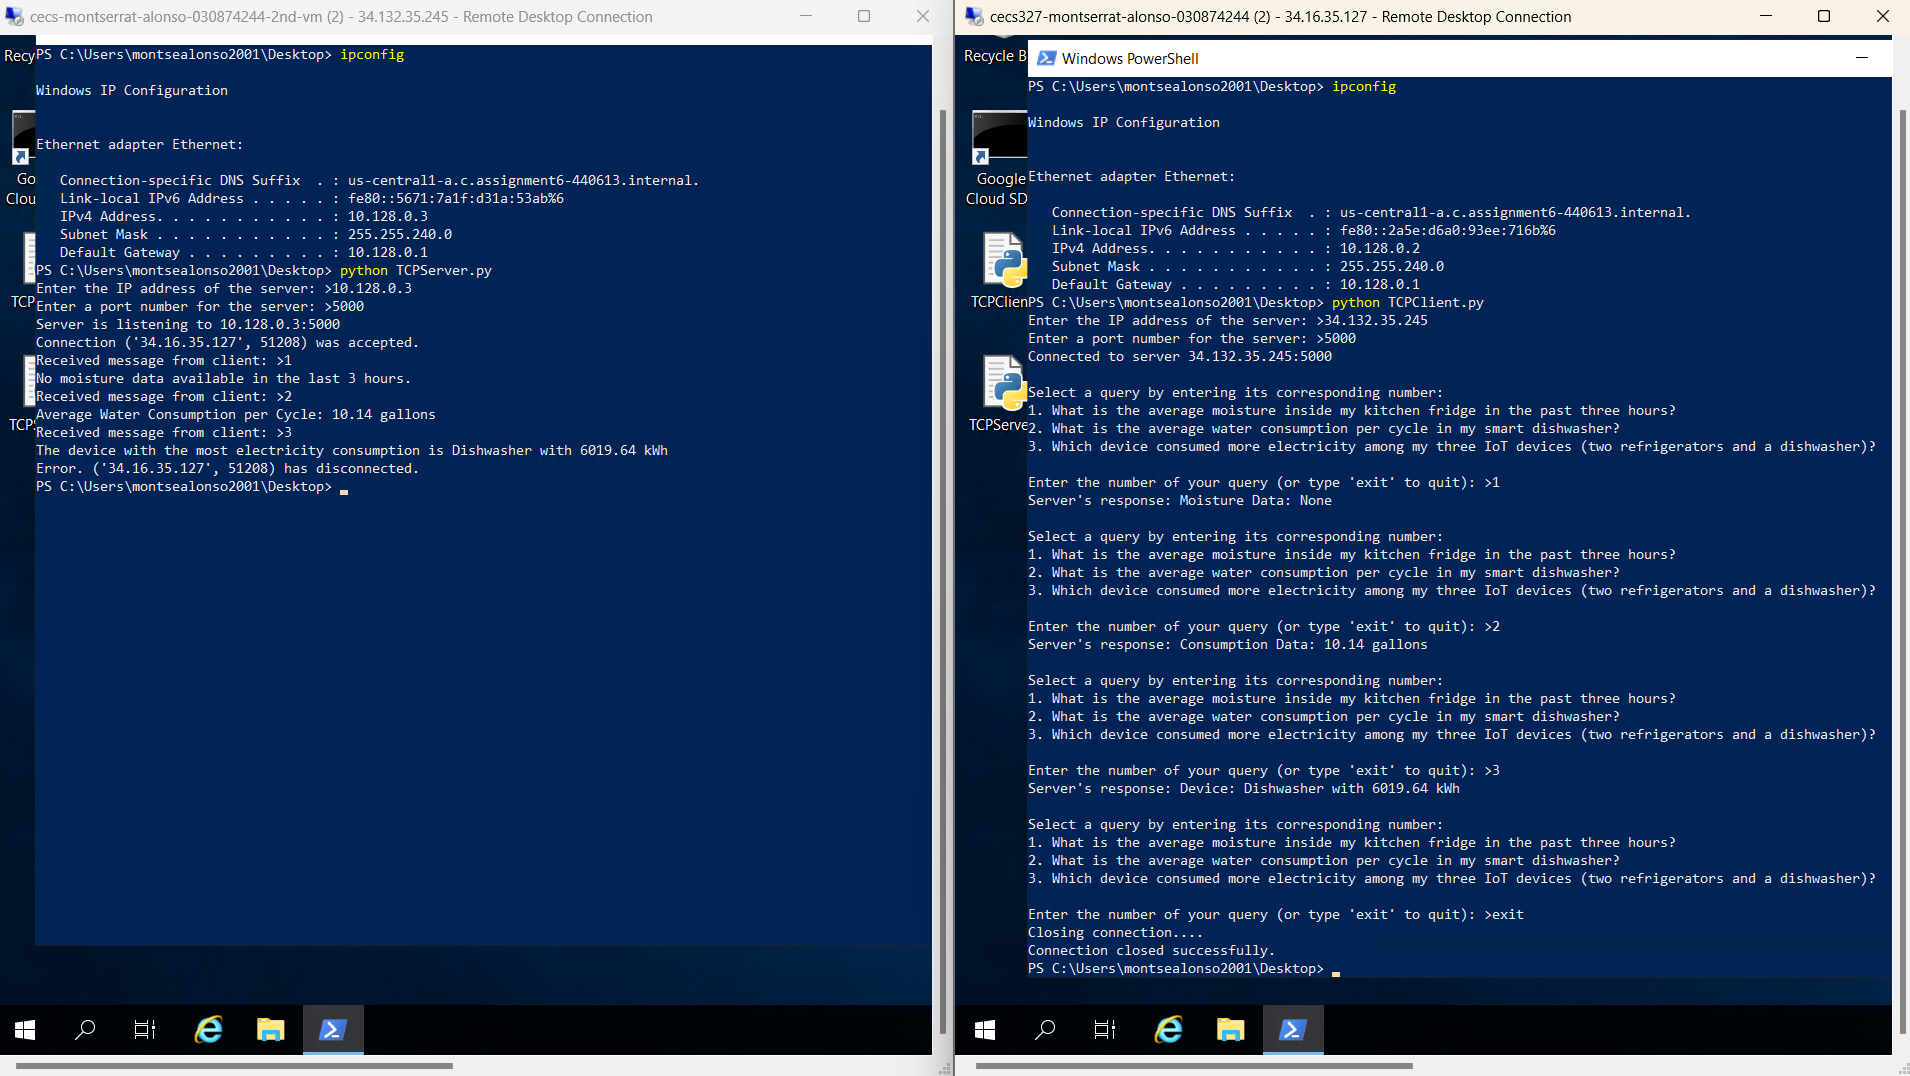 cecs-montserrat-alonso-030874244-2nd-vm (2) - 34.132.35.245 - Remote Desktop Connection
Recy
Go
Clou
TCP
TCPS
PS C:\Users\montsealonso2001\Desktop> ipconfig
Windows IP Configuration
Ethernet adapter Ethernet:
Connection-specific DNS Suffix  . : us-central1-a.c.assignment6-440613.internal.
Link-local IPv6 Address . . . . . : fe80::5671:7a1f:d31a:53ab%6
IPv4 Address. . . . . . . . . . . : 10.128.0.3
Subnet Mask . . . . . . . . . . . : 255.255.240.0
Default Gateway . . . . . . . . . : 10.128.0.1
PS C:\Users\montsealonso2001\Desktop> python TCPServer.py
Enter the IP address of the server: >10.128.0.3
Enter a port number for the server: >5000
Server is listening to 10.128.0.3:5000
Connection ('34.16.35.127', 51208) was accepted.
Received message from client: >1
No moisture data available in the last 3 hours.
Received message from client: >2
Average Water Consumption per Cycle: 10.14 gallons
Received message from client: >3
The device with the most electricity consumption is Dishwasher with 6019.64 kWh
Error. ('34.16.35.127', 51208) has disconnected.
PS C:\Users\montsealonso2001\Desktop>
cecs327-montserrat-alonso-030874244 (2) - 34.16.35.127 - Remote Desktop Connection
Recycle B
Google
Cloud SD
TCPClien
TCPServe
Windows PowerShell
PS C:\Users\montsealonso2001\Desktop> ipconfig
Windows IP Configuration
Ethernet adapter Ethernet:
Connection-specific DNS Suffix  . : us-central1-a.c.assignment6-440613.internal.
Link-local IPv6 Address . . . . . : fe80::2a5e:d6a0:93ee:716b%6
IPv4 Address. . . . . . . . . . . : 10.128.0.2
Subnet Mask . . . . . . . . . . . : 255.255.240.0
Default Gateway . . . . . . . . . : 10.128.0.1
PS C:\Users\montsealonso2001\Desktop> python TCPClient.py
Enter the IP address of the server: >34.132.35.245
Enter a port number for the server: >5000
Connected to server 34.132.35.245:5000
Select a query by entering its corresponding number:
1. What is the average moisture inside my kitchen fridge in the past three hours?
2. What is the average water consumption per cycle in my smart dishwasher?
3. Which device consumed more electricity among my three IoT devices (two refrigerators and a dishwasher)?
Enter the number of your query (or type 'exit' to quit): >1
Server's response: Moisture Data: None
Select a query by entering its corresponding number:
1. What is the average moisture inside my kitchen fridge in the past three hours?
2. What is the average water consumption per cycle in my smart dishwasher?
3. Which device consumed more electricity among my three IoT devices (two refrigerators and a dishwasher)?
Enter the number of your query (or type 'exit' to quit): >2
Server's response: Consumption Data: 10.14 gallons
Select a query by entering its corresponding number:
1. What is the average moisture inside my kitchen fridge in the past three hours?
2. What is the average water consumption per cycle in my smart dishwasher?
3. Which device consumed more electricity among my three IoT devices (two refrigerators and a dishwasher)?
Enter the number of your query (or type 'exit' to quit): >3
Server's response: Device: Dishwasher with 6019.64 kWh
Select a query by entering its corresponding number:
1. What is the average moisture inside my kitchen fridge in the past three hours?
2. What is the average water consumption per cycle in my smart dishwasher?
3. Which device consumed more electricity among my three IoT devices (two refrigerators and a dishwasher)?
Enter the number of your query (or type 'exit' to quit): >exit
Closing connection....
Connection closed successfully.
PS C:\Users\montsealonso2001\Desktop>